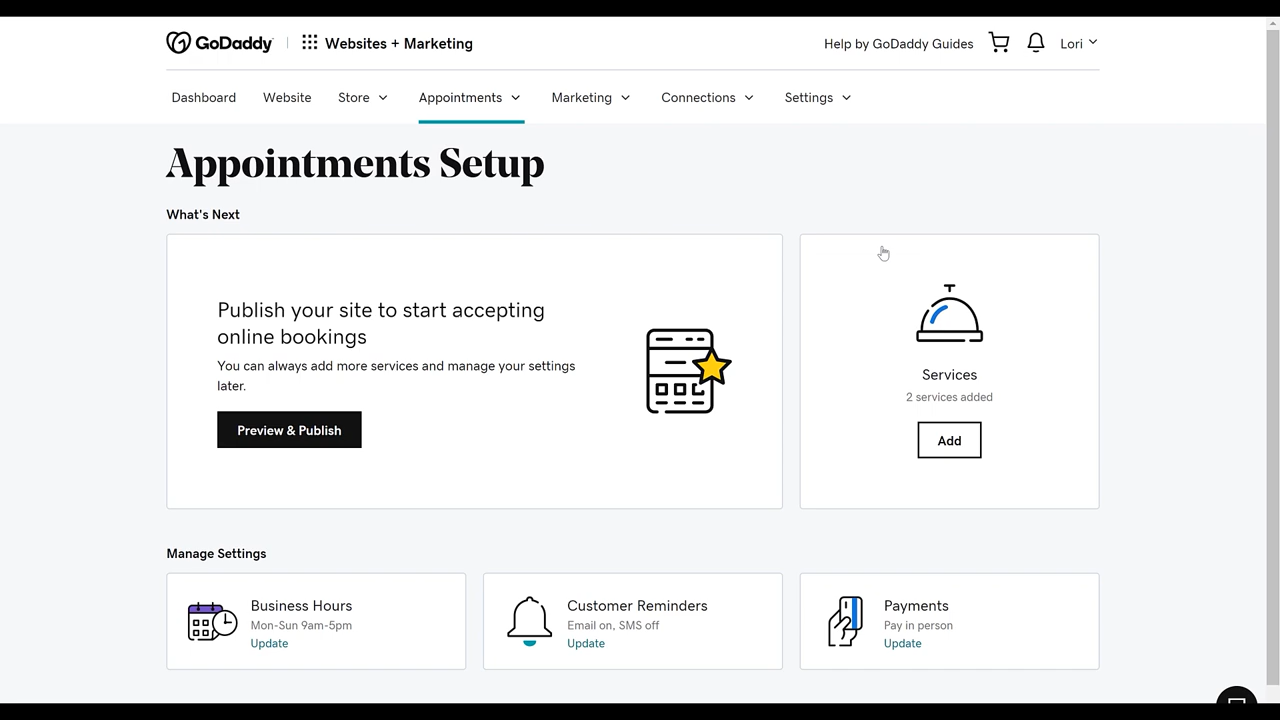 GoDaddy
Websites + Marketing
Help by GoDaddy Guides
Lori
Dashboard
Website
Store
Appointments
Marketing
Connections
Settings
Appointments Setup
What's Next
Publish your site to start accepting
online bookings
You can always add more services and manage your settings
later.
Preview & Publish
Services
2 services added
Add
Manage Settings
Business Hours
Mon-Sun 9am-5pm
Update
Customer Reminders
Email on, SMS off
Update
Payments
Pay in person
Update